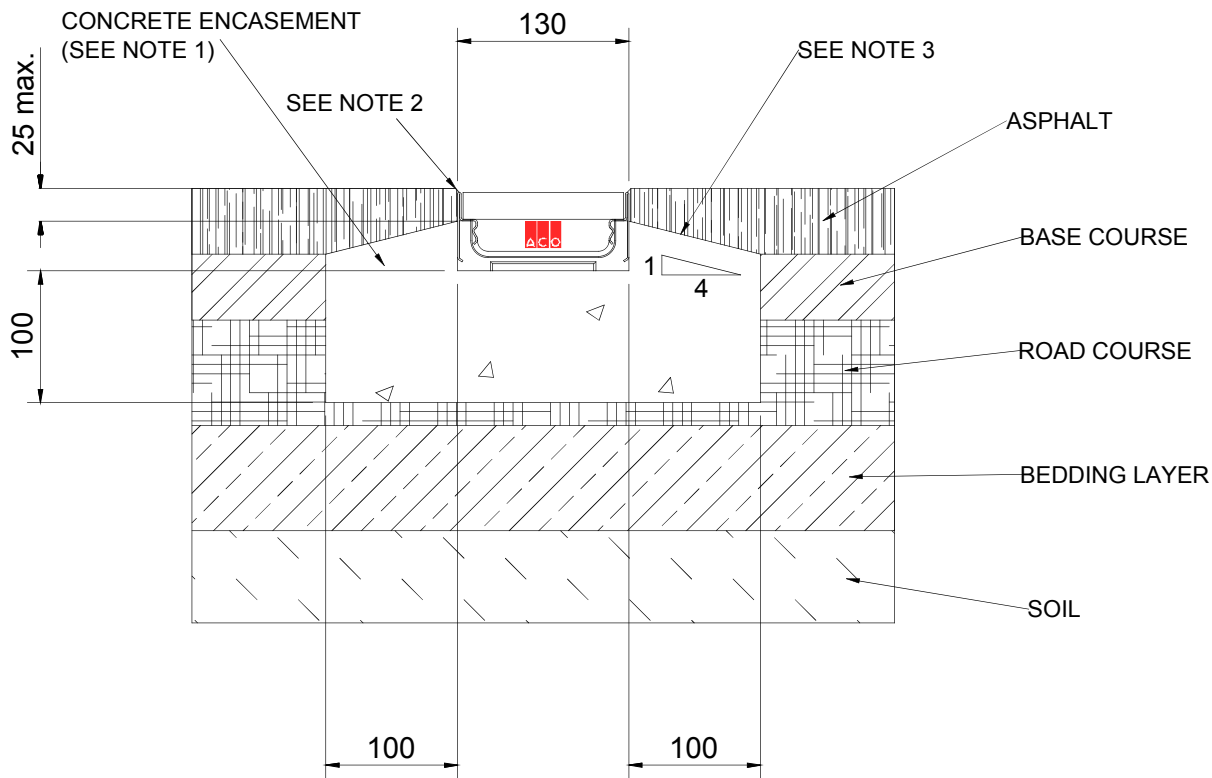 CONCRETE ENCASEMENT
(SEE NOTE 1)
130
SEE NOTE 3
25 max.
SEE NOTE 2
ASPHALT
ACO
BASE COURSE
1
4
100
ROAD COURSE
BEDDING LAYER
SOIL
100
100